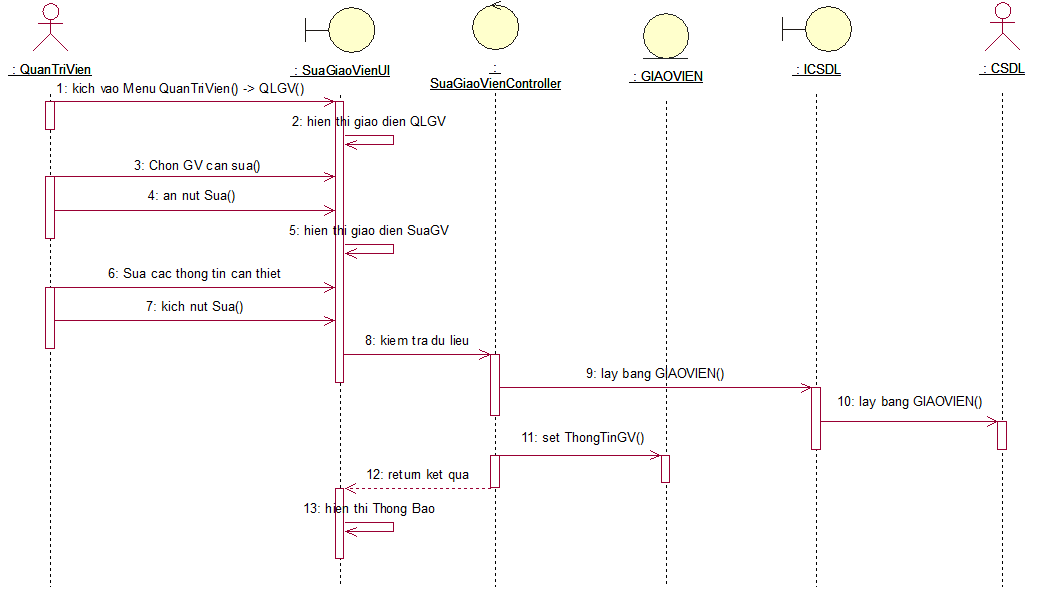 : QuanTriVien
: SuaGiaoVienUI
:
SuaGiaoVienController
: GIAOVIEN
: ICSDL
: CSDL
1: kich vao Menu QuanTriVien() -> QLGV()
2: hien thi giao dien QLGV
3: Chon GV can sua()
4: an nut Sua()
5: hien thi giao dien SuaGV
6: Sua cac thong tin can thiet
7: kich nut Sua()
8: kiem tra du lieu
9: lay bang GIAOVIEN()
10: lay bang GIAOVIEN()
11: set ThongTinGV()
12: return ket qua
13: hien thi Thong Bao